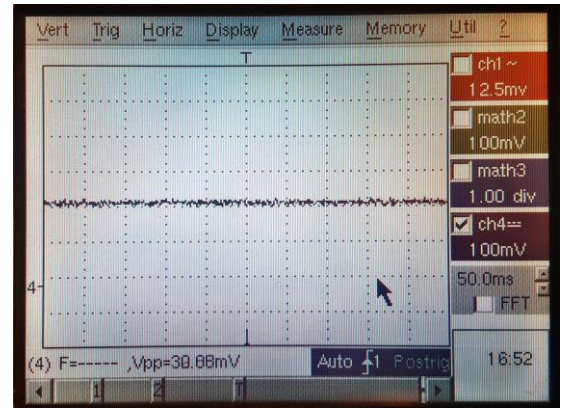 Vert Trig Horiz Display Measure Memory Util ?
T
ch1 ~
12.5mv
math2
100mV
math3
1.00 div
ch4
100mV
4-
50.0ms
FFT
(4) F=----- ,Vpp=30.08mV
Auto 1 Postrig
16:52
1 2 T